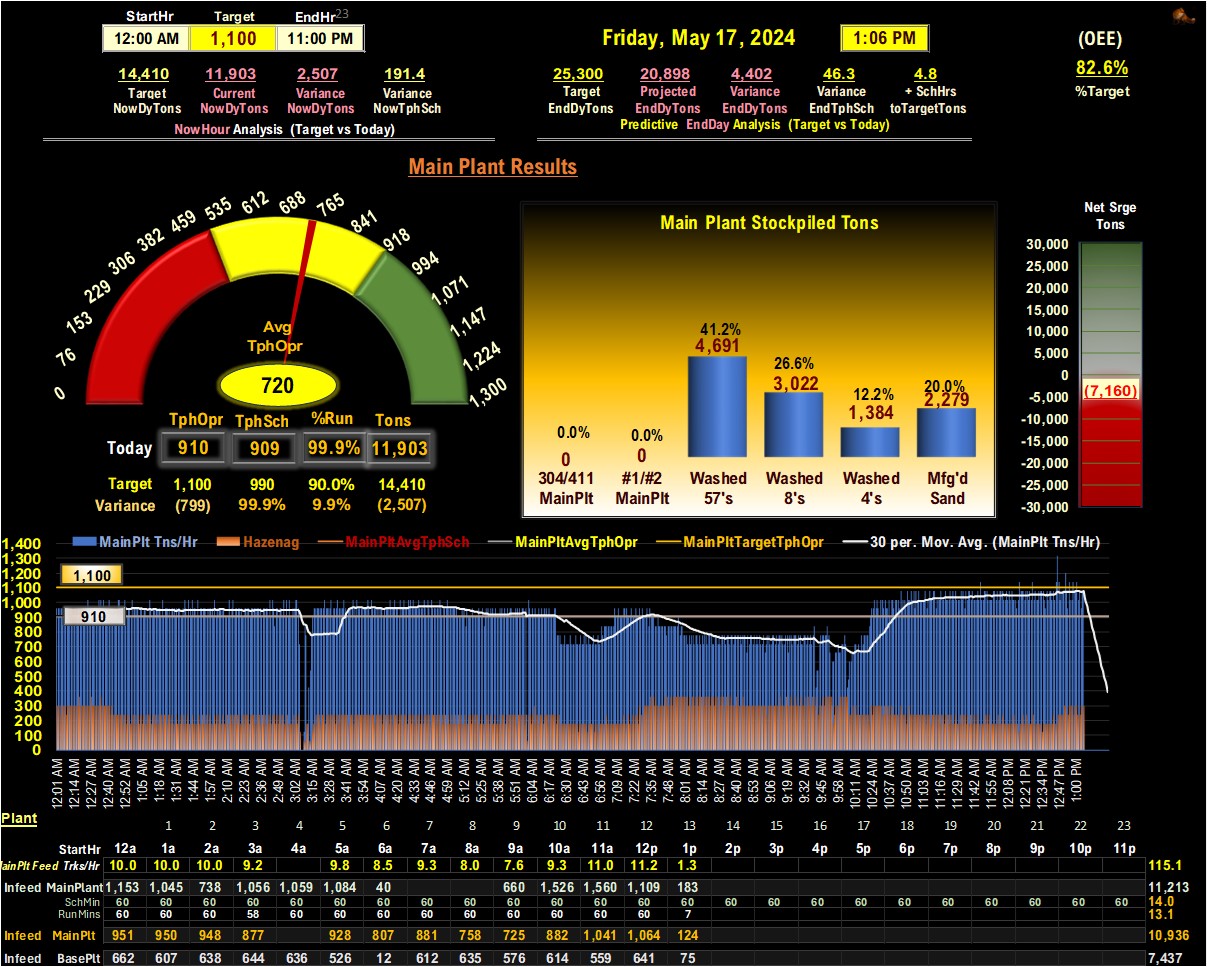 StartHr Target EndHr 23
12:00 AM 1,100 11:00 PM
Friday, May 17, 2024 1:06 PM
(OEE)
82.6%
%Target
14,410 11,903 2,507 191.4
Target Current Variance Variance
NowDyTons NowDyTons NowDyTons NowTphSch
NowHour Analysis (Target vs Today)
25,300 20,898 4,402 46.3 4.8
Target Projected Variance Variance + SchHrs
EndDyTons EndDyTons EndDyTons EndTphSch toTargetTons
Predictive EndDay Analysis (Target vs Today)
Main Plant Results
0 76 153 229 306 382 459 535 612 688 765 841 918 994 1,071 1,147 1,224 1,300
Avg
TphOpr
720
TphOpr TphSch %Run Tons
Today 910 909 99.9% 11,903
Target 1,100 990 90.0% 14,410
Variance (799) 99.9% 9.9% (2,507)
Main Plant Stockpiled Tons
0.0% 0.0% 41.2% 26.6% 12.2% 20.0%
0 0 4,691 3,022 1,384 2,279
304/411 #1/#2 Washed Washed Washed Mfg'd
MainPlt MainPlt 57's 8's 4's Sand
Net Srge
Tons
30,000
25,000
20,000
15,000
10,000
5,000
0
(7,160)
-5,000
-10,000
-15,000
-20,000
-25,000
-30,000
MainPlt Tns/Hr Hazenag MainPltAvgTphSch MainPltAvgTphOpr MainPltTargetTphOpr 30 per. Mov. Avg. (MainPlt Tns/Hr)
1,400
1,300
1,200
1,100
1,000
900
800
700
600
500
400
300
200
100
0
1,100
910
12:01 AM 12:14 AM 12:27 AM 12:40 AM 12:52 AM 1:05 AM 1:18 AM 1:31 AM 1:44 AM 1:57 AM 2:10 AM 2:23 AM 2:36 AM 2:49 AM 3:02 AM 3:15 AM 3:28 AM 3:41 AM 3:54 AM 4:07 AM 4:20 AM 4:33 AM 4:46 AM 4:59 AM 5:12 AM 5:25 AM 5:38 AM 5:51 AM 6:04 AM 6:17 AM 6:30 AM 6:43 AM 6:56 AM 7:09 AM 7:22 AM 7:35 AM 7:48 AM 8:01 AM 8:14 AM 8:27 AM 8:40 AM 8:53 AM 9:06 AM 9:19 AM 9:32 AM 9:45 AM 9:58 AM 10:11 AM 10:24 AM 10:37 AM 10:50 AM 11:03 AM 11:16 AM 11:29 AM 11:42 AM 11:55 AM 12:08 PM 12:21 PM 12:34 PM 12:47 PM 1:00 PM
Plant
1 2 3 4 5 6 7 8 9 10 11 12 13 14 15 16 17 18 19 20 21 22 23
StartHr 12a 1a 2a 3a 4a 5a 6a 7a 8a 9a 10a 11a 12p 1p 2p 3p 4p 5p 6p 7p 8p 9p 10p 11p
ainPlt Feed Trks/Hr 10.0 10.0 10.0 9.2 9.8 8.5 9.3 8.0 7.6 9.3 11.0 11.2 1.3 115.1
Infeed MainPlant 1,153 1,045 738 1,056 1,059 1,084 40 660 1,526 1,560 1,109 183 11,213
SchMin 60 60 60 60 60 60 60 60 60 60 60 60 60 60 60 60 60 60 60 60 60 60 60 60 14.0
RunMins 60 60 60 58 60 60 60 60 60 60 60 60 7 13.1
Infeed MainPlt 951 950 948 877 928 807 881 758 725 882 1,041 1,064 124 10,936
Infeed BasePlt 662 607 638 644 636 526 12 612 635 576 614 559 641 75 7,437